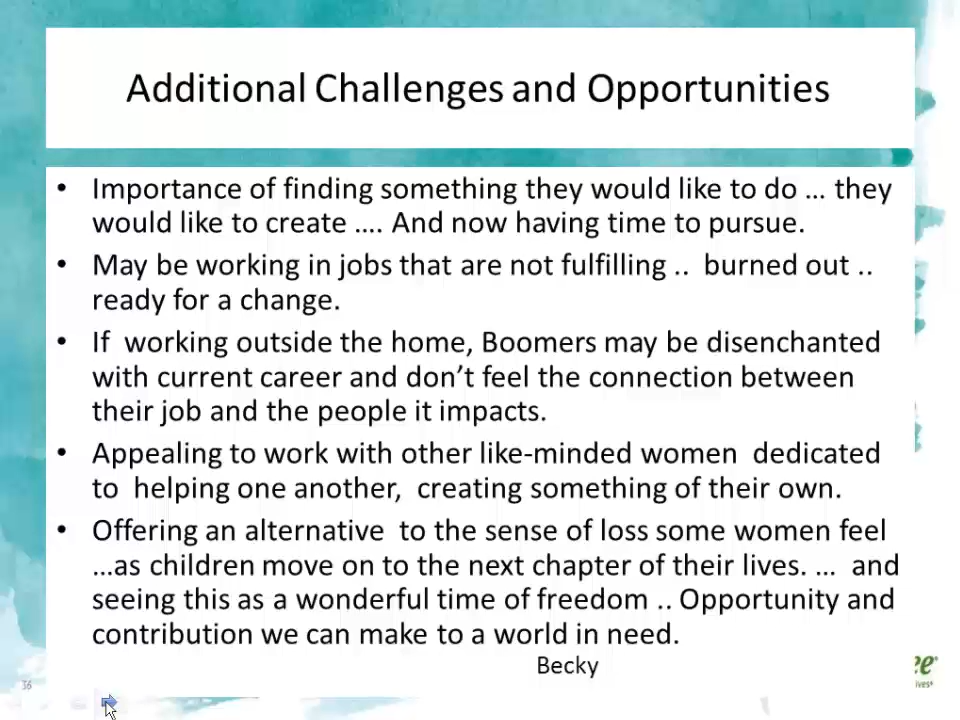 Additional Challenges and Opportunities
• Importance of finding something they would like to do ... they
would like to create .... And now having time to pursue.
• May be working in jobs that are not fulfilling .. burned out ..
ready for a change.
• If working outside the home, Boomers may be disenchanted
with current career and don't feel the connection between
their job and the people it impacts.
• Appealing to work with other like-minded women dedicated
to helping one another, creating something of their own.
• Offering an alternative to the sense of loss some women feel
...as children move on to the next chapter of their lives. ... and
seeing this as a wonderful time of freedom .. Opportunity and
contribution we can make to a world in need.
Becky
36